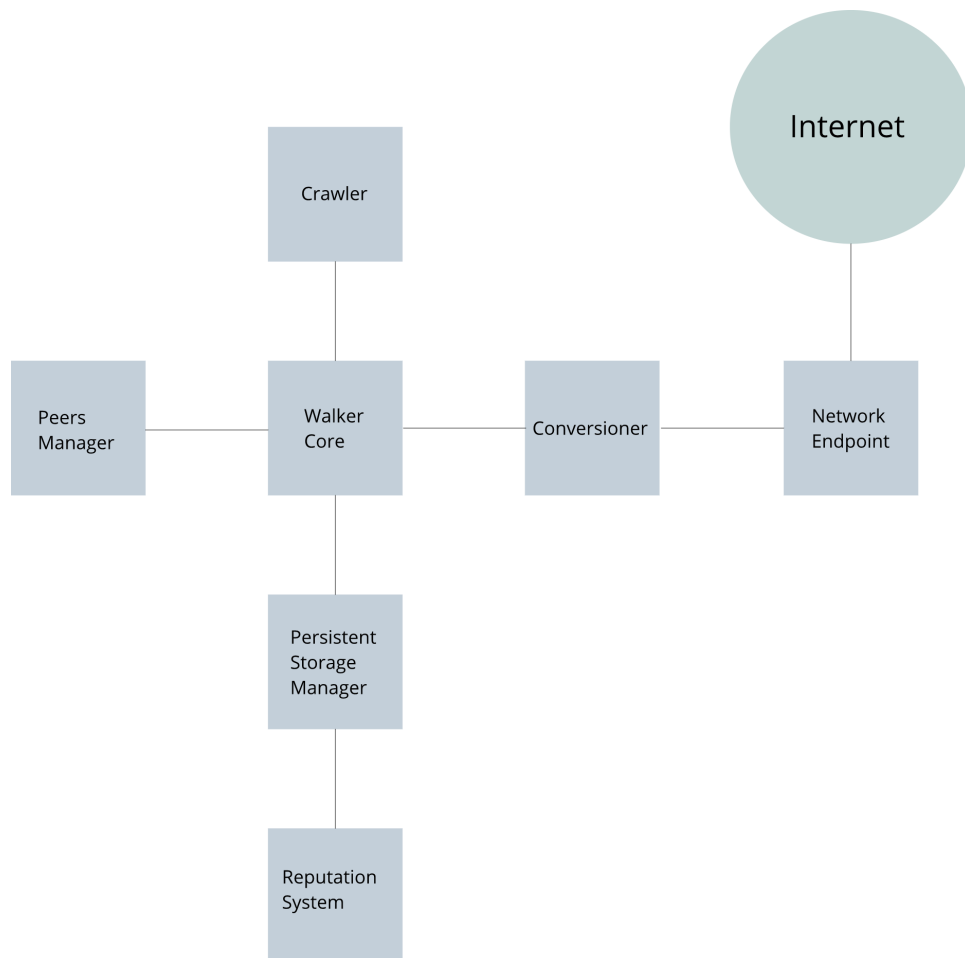 Internet
Crawler
Peers
Manager
Walker
Core
Conversioner
Network
Endpoint
Persistent
Storage
Manager
Reputation
System